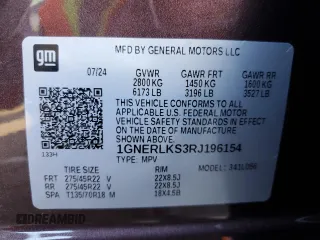 gm
MFD BY GENERAL MOTORS LLC
07/24 GVWR GAWR FRT GAWR RR
2800 KG 1450 KG 1600 KG
6173 LB 3196 LB 3527 LB
THIS VEHICLE CONFORMS TO ALL
APPLICABLE U.S. FEDERAL MOTOR
VEHICLE SAFETY STANDARDS IN EFFECT ON
THE DATE OF MANUFACTURE SHOWN ABOVE.
1GNERLKS3RJ196154
TYPE: MPV MODEL:
TIRE SIZE RIM
FRT 275/45R22 V 22X8.5J
RR 275/45R22 V 22X8.5J
SPA T135/70R18 M 18X4.5B
© DREAMBID